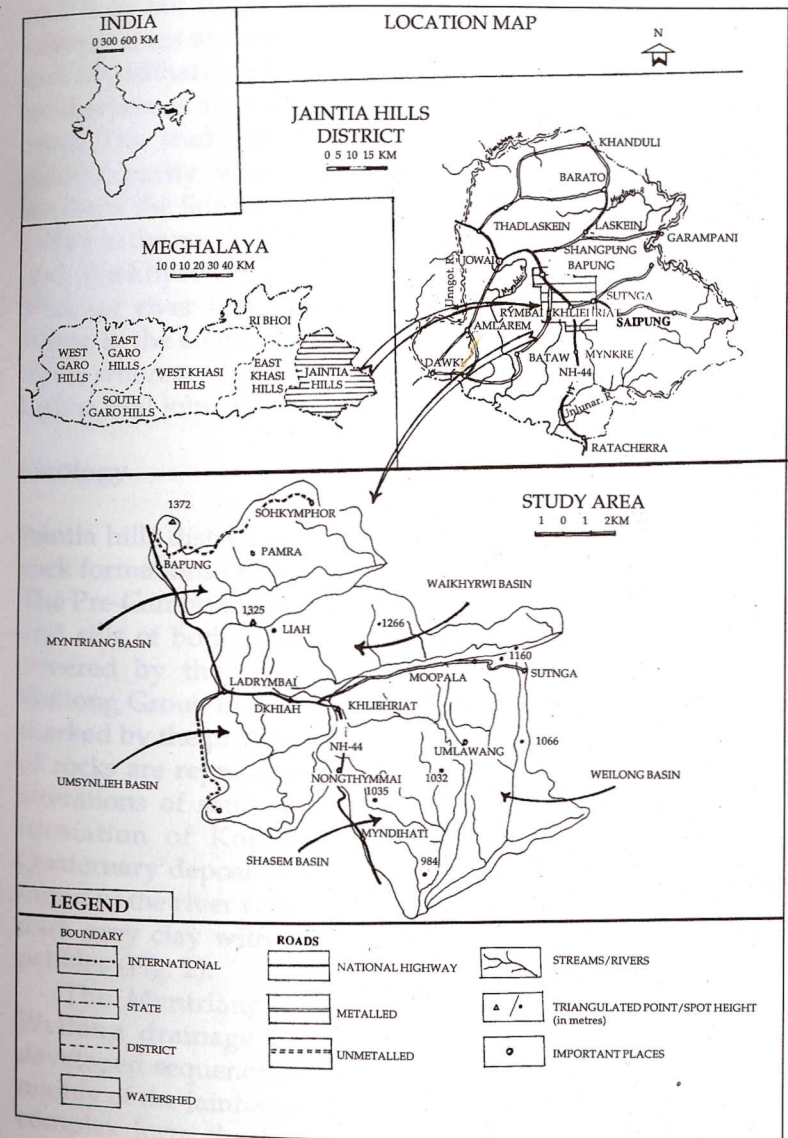 INDIA
0 300 600 KM
LOCATION MAP
N
JAINTIA HILLS
DISTRICT
0 5 10 15 KM
KHANDULI
BARATO
THADLASKEIN
LASKEIN
GARAMPANI
SHANGPUNG
JOWAI
BAPUNG
Umngot. R.
Myntdu
SUTNGA
RYMBAI
KHLIEHRIAT
SAIPUNG
AMLAREM
DAWKI
BATAW
MYNKRE
NH-44
Unlunar. R.
RATACHERRA
MEGHALAYA
10 0 10 20 30 40 KM
RI BHOI
WEST
GARO
HILLS
EAST
GARO
HILLS
WEST KHASI
HILLS
EAST
KHASI
HILLS
JAINTIA
HILLS
SOUTH
GARO HILLS
STUDY AREA
1 0 1 2KM
1372
SOHKYMPHOR
PAMRA
BAPUNG
WAIKHYRWI BASIN
MYNTRIANG BASIN
1325
LIAH
1266
1160
SUTNGA
MOOPALA
LADRYMBAI
DKHIAH
KHLIEHRIAT
NH-44
UMLAWANG
1066
UMSYNLIEH BASIN
NONGTHYMMAI
1032
1035
WEILONG BASIN
MYNDIHATI
SHASEM BASIN
984
LEGEND
BOUNDARY
INTERNATIONAL
STATE
DISTRICT
WATERSHED
ROADS
NATIONAL HIGHWAY
METALLED
UNMETALLED
STREAMS/RIVERS
TRIANGULATED POINT/SPOT HEIGHT
(in metres)
IMPORTANT PLACES